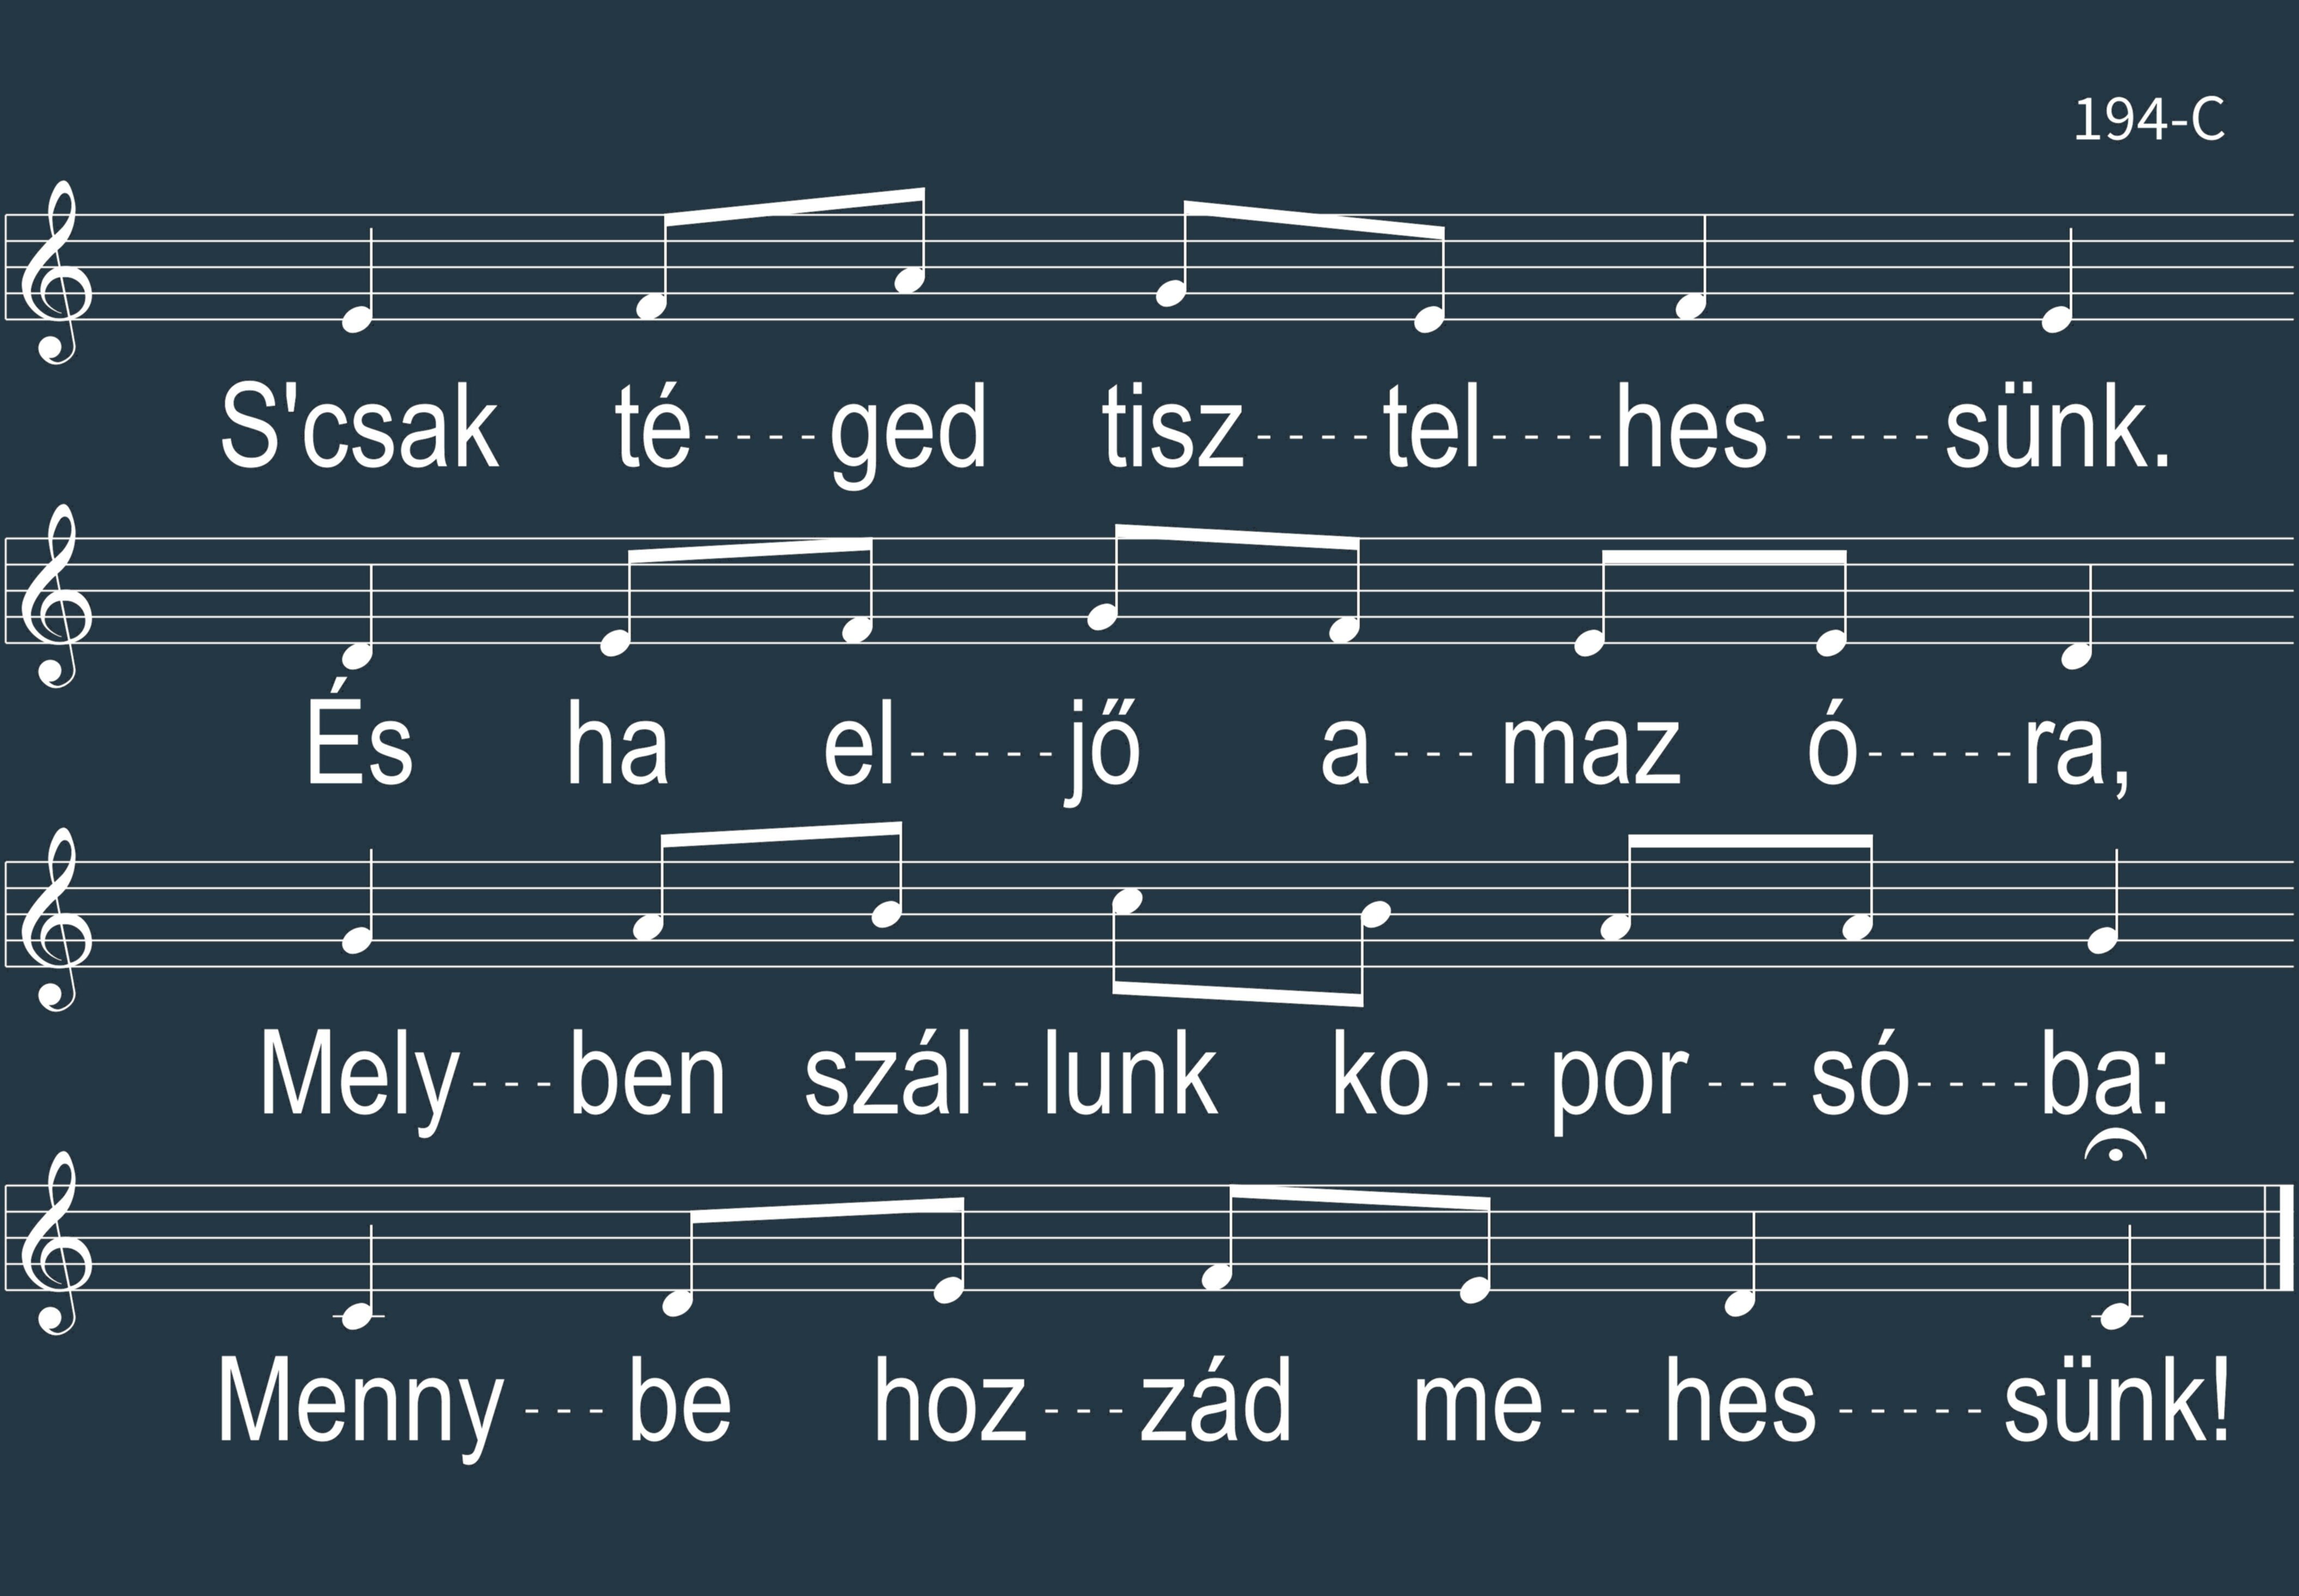 194-C
S'csak té----ged tisz----tel----hes-----sünk.
És ha el-----jő a---maz ó-----ra,
Mely---ben szál--lunk ko---por---só----ba:
Menny---be hoz---zád me---hes-----sünk!